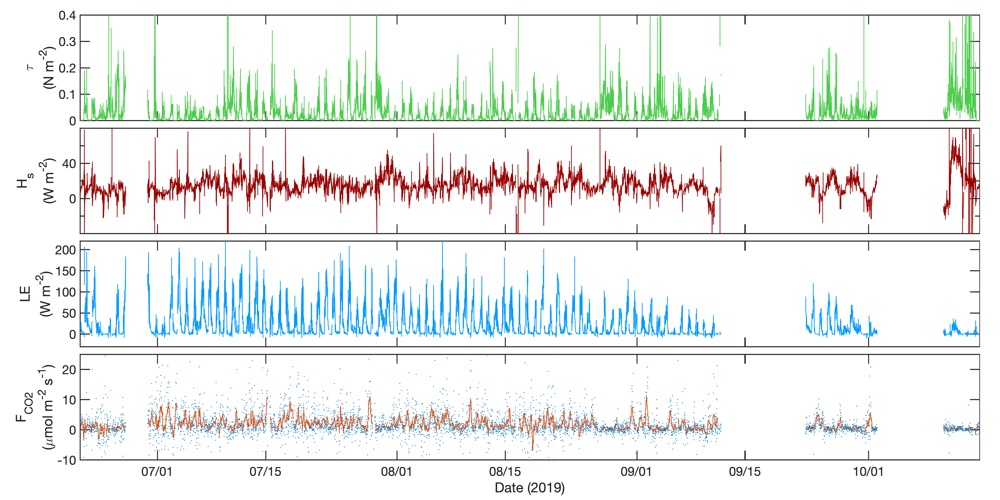 0.4
0.3
0.2
0.1
0
τ
(N m-2)
40
0
Hs
(W m-2)
200
150
100
50
0
LE
(W m-2)
20
10
0
-10
FCO2
(μmol m-2 s-1)
07/01 07/15 08/01 08/15 09/01 09/15 10/01
Date (2019)